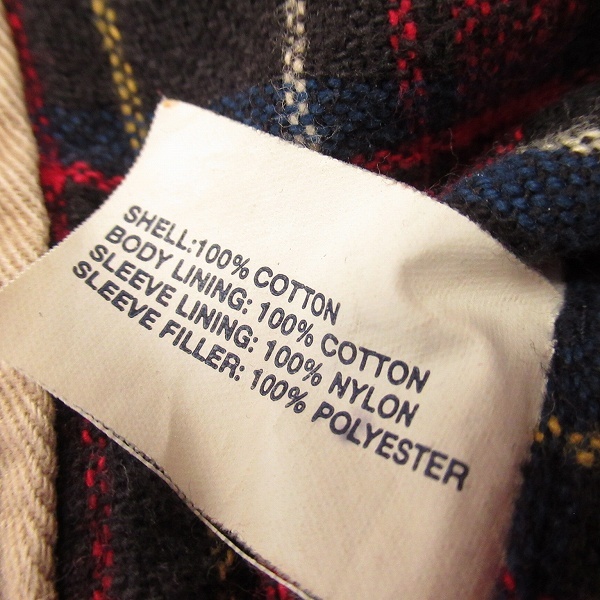 SHELL:100% COTTON
BODY LINING: 100% COTTON
SLEEVE LINING: 100% NYLON
SLEEVE FILLER: 100% POLYESTER